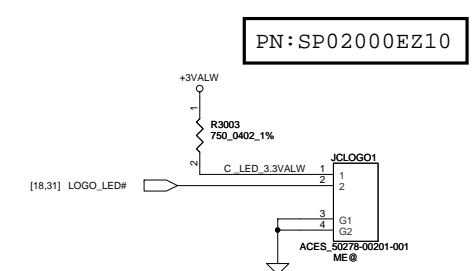 PN:SP02000EZ10
+3VALW
1
R3003
750_0402_1%
2
C_LED_3.3VALW
JCLOGO1
1 1
2 2
[18,31] LOGO_LED#
3 G1
4 G2
ACES_50278-00201-001
ME@